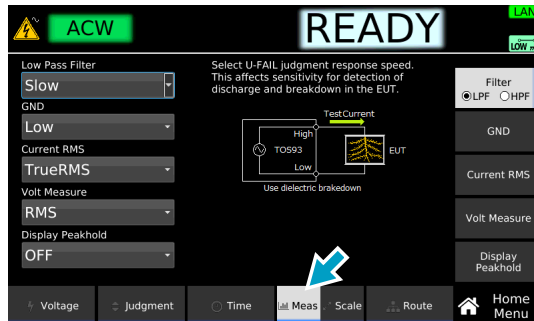 ACW
READY
LAN
LOW
Low Pass Filter
Slow
GND
Low
Current RMS
TrueRMS
Volt Measure
RMS
Display Peakhold
OFF
Select U-FAIL judgment response speed.
This affects sensitivity for detection of
discharge and breakdown in the EUT.
TestCurrent
High
TOS93
EUT
Low
Use dielectric brakedown
Filter
LPF HPF
GND
Current RMS
Volt Measure
Display
Peakhold
Voltage
Judgment
Time
Meas
Scale
Route
Home
Menu